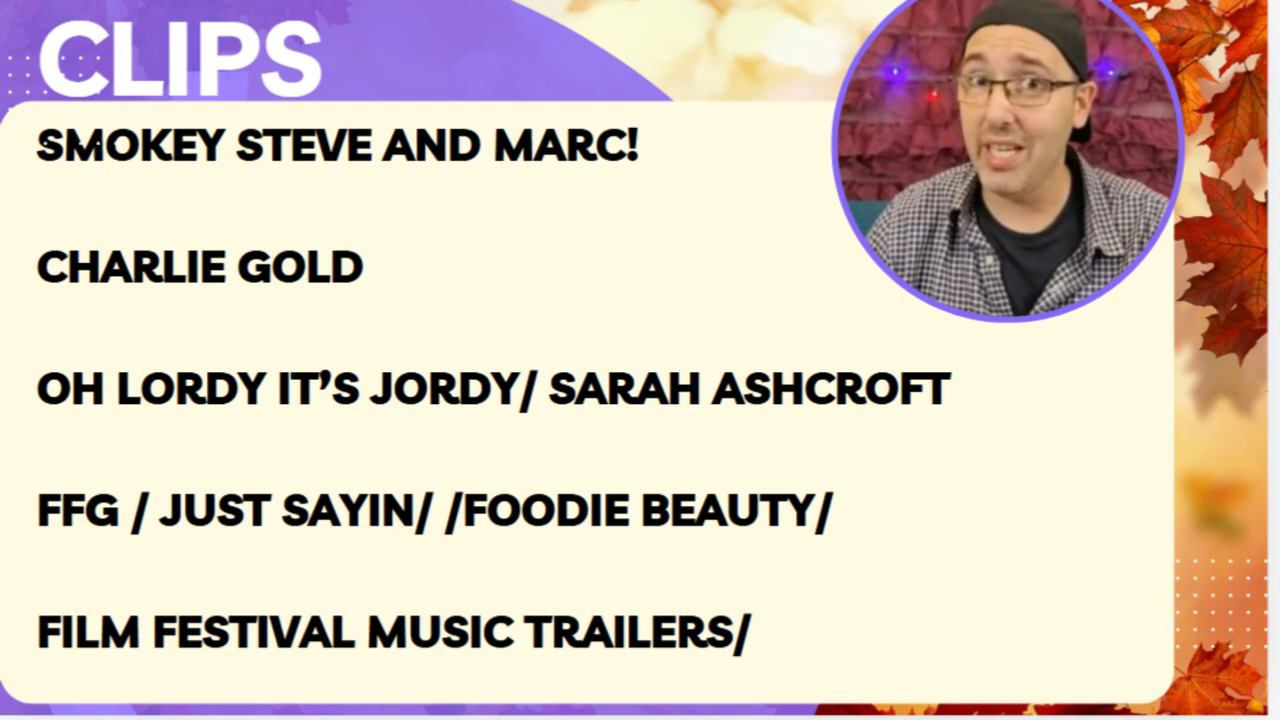 CLIPS
SMOKEY STEVE AND MARC!
CHARLIE GOLD
OH LORDY IT’S JORDY/ SARAH ASHCROFT
FFG / JUST SAYIN/ /FOODIE BEAUTY/
FILM FESTIVAL MUSIC TRAILERS/